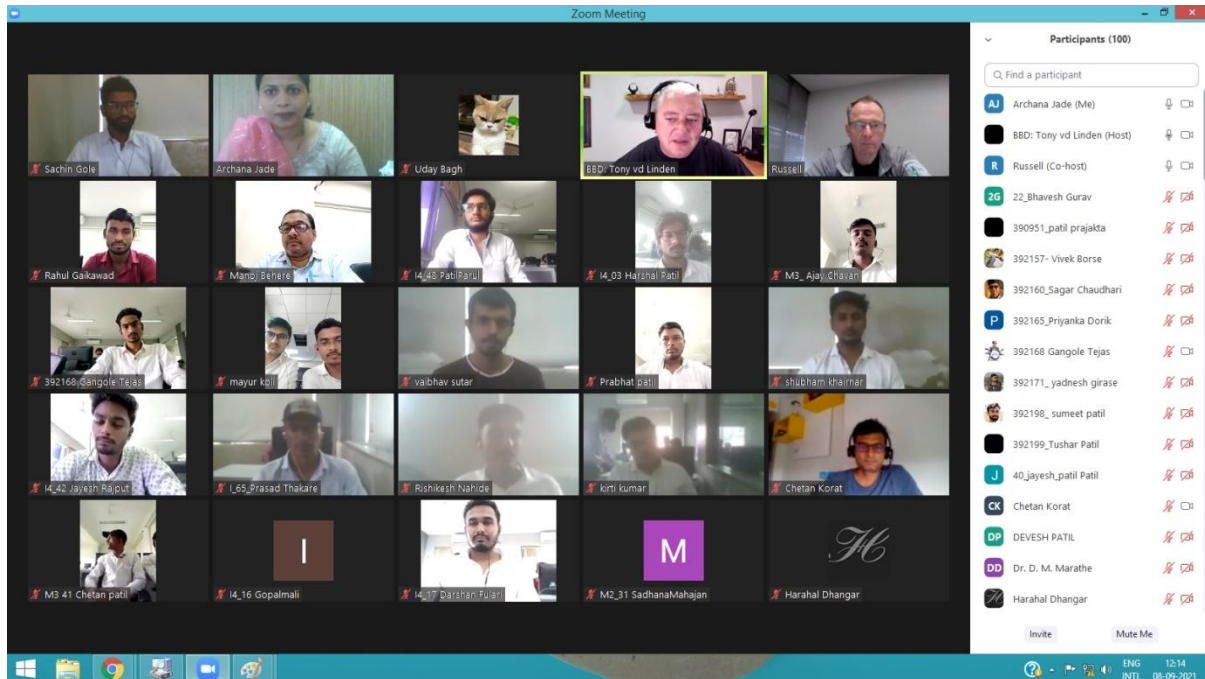 Zoom Meeting
Sachin Gole
Archana Jade
Uday Bagh
BBD: Tony vd Linden
Russell
Rahul Gaikawad
Manoj Behere
I4_48 PatilParul
I4_03 Harshal Patil
M3_ Ajay Chavan
392168 Gangole Tejas
mayur koli
vaibhav sutar
Prabhat patil
shubham khairnar
I4_42 Jayesh Rajput
I_65_Prasad Thakare
Rishikesh Nahide
kirti kumar
Chetan Korat
M3 41 Chetan patil
I
I4_16 Gopalmali
I4_17 Darshan Fulari
M
M2_31 SadhanaMahajan
H
Harahal Dhangar
Participants (100)
Find a participant
AJ Archana Jade (Me)
BBD: Tony vd Linden (Host)
R Russell (Co-host)
2G 22_Bhavesh Gurav
390951_patil prajakta
392157- Vivek Borse
392160_Sagar Chaudhari
P 392165_Priyanka Dorik
392168 Gangole Tejas
392171_ yadnesh girase
392198_ sumeet patil
392199_Tushar Patil
J 40_jayesh_patil Patil
CK Chetan Korat
DP DEVESH PATIL
DD Dr. D. M. Marathe
H Harahal Dhangar
Invite Mute Me
ENG 12:14
INTL 08-09-2021